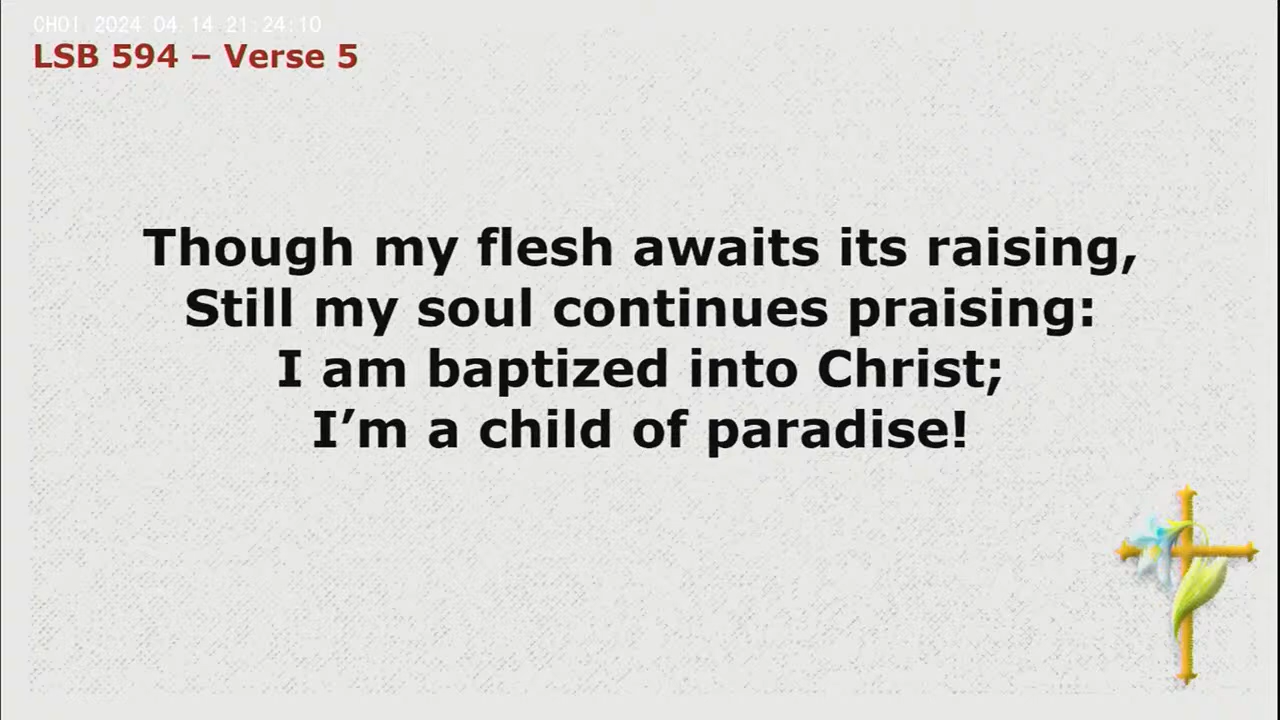 CH01 2024 04 14 21:24:10
LSB 594 – Verse 5
Though my flesh awaits its raising,
Still my soul continues praising:
I am baptized into Christ;
I’m a child of paradise!